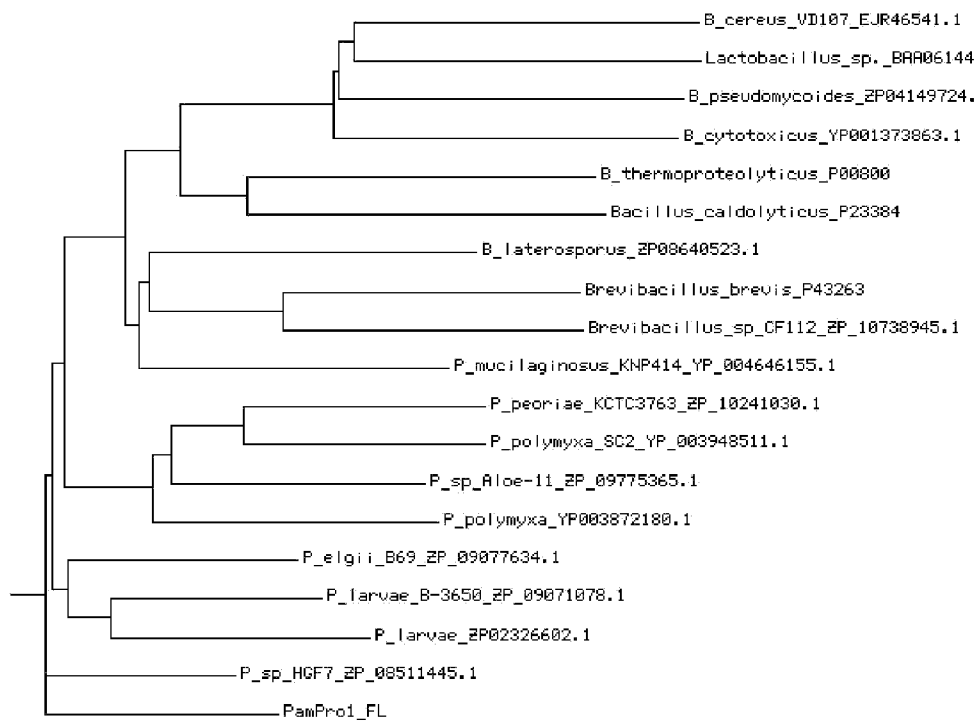 B_cereus_VD107_EJR46541.1
Lactobacillus_sp._BAA06144
B_pseudomycoides_ZP04149724.
B_cytotoxicus_YP001373863.1
B_thermoproteolyticus_P00800
Bacillus_caldolyticus_P23384
B_laterosporus_ZP08640523.1
Brevibacillus_brevis_P43263
Brevibacillus_sp_CF112_ZP_10738945.1
P_mucilaginosus_KNP414_YP_004646155.1
P_peoriae_KCTC3763_ZP_10241030.1
P_polymyxa_SC2_YP_003948511.1
P_sp_Aloe-11_ZP_09775365.1
P_polymyxa_YP003872180.1
P_elgii_B69_ZP_09077634.1
P_larvae_B-3650_ZP_09071078.1
P_larvae_ZP02326602.1
P_sp_HGF7_ZP_08511445.1
PamPro1_FL